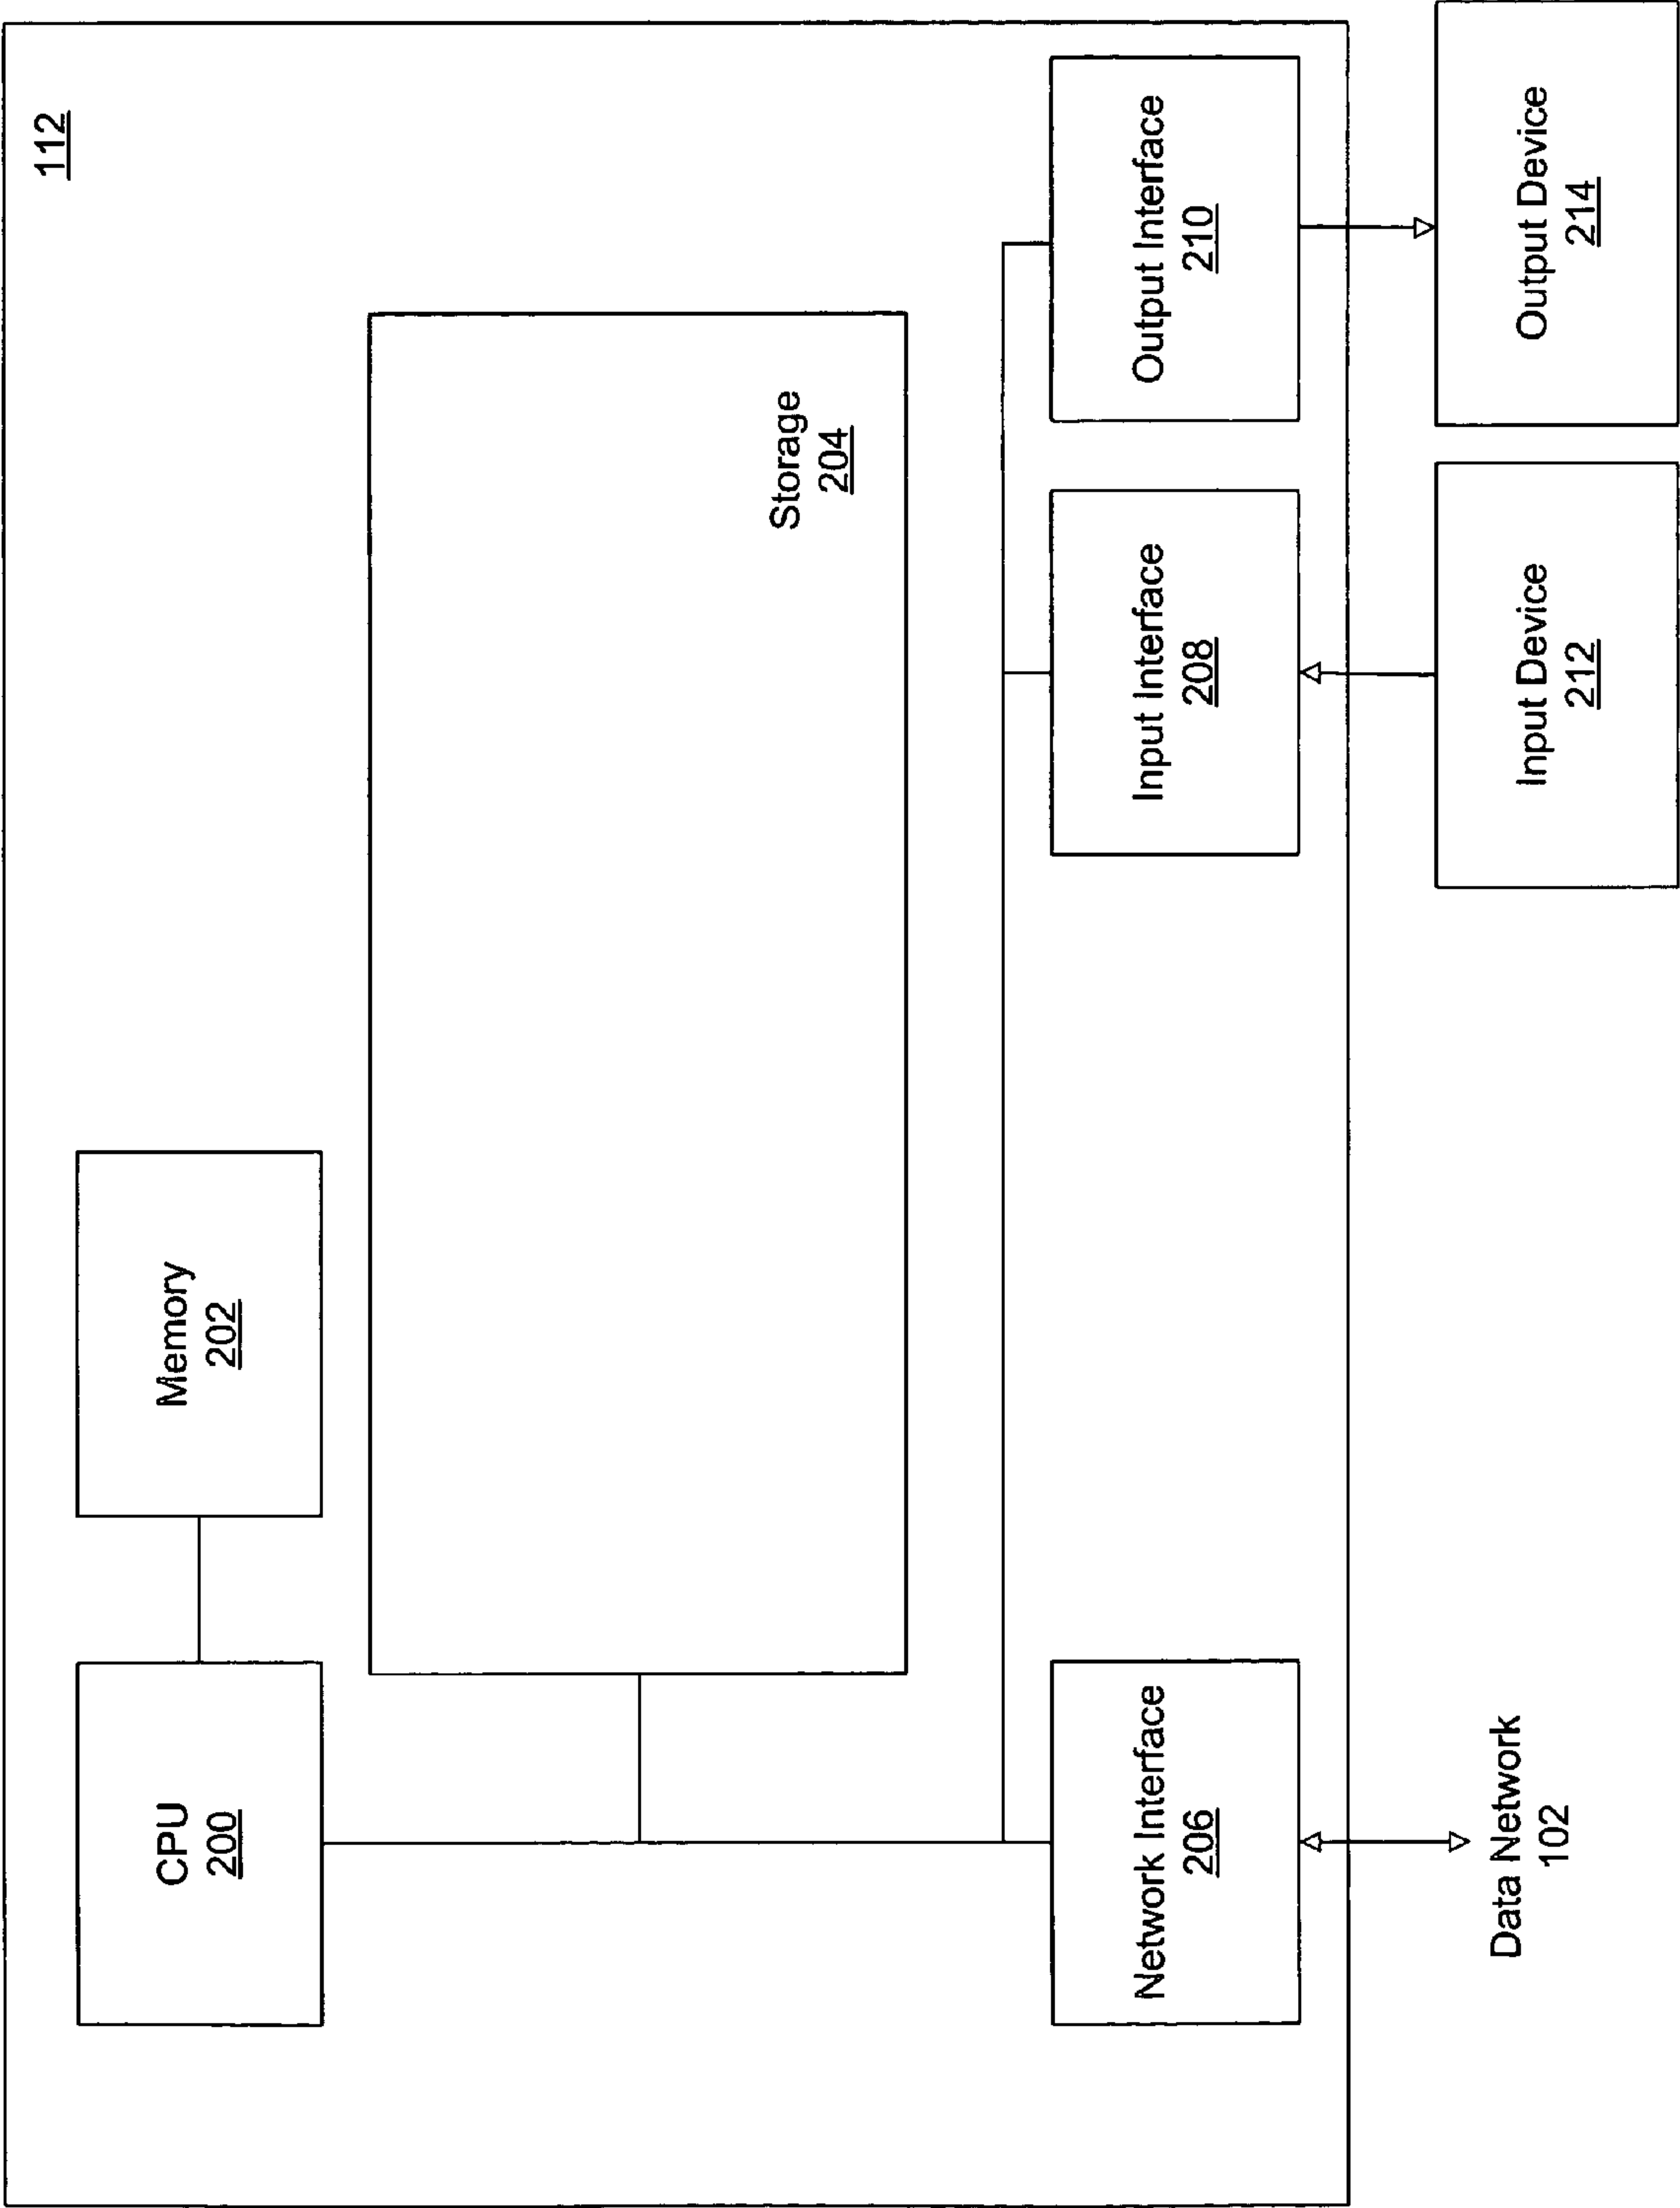 112
CPU
200
Memory
202
Storage
204
Network Interface
206
Input Interface
208
Output Interface
210
Data Network
102
Input Device
212
Output Device
214